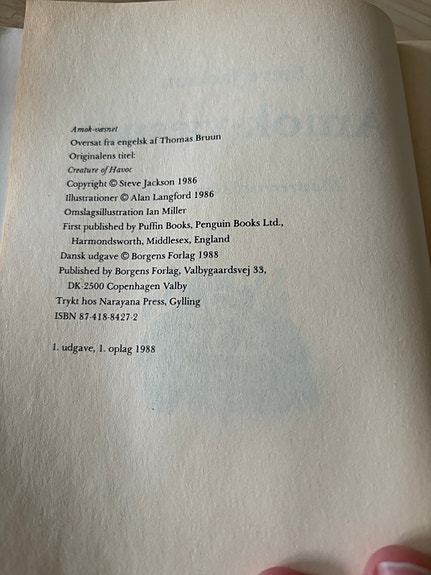 Amok-væsnet
Oversat fra engelsk af Thomas Bruun
Originalens titel:
Creature of Havoc
Copyright © Steve Jackson 1986
Illustrationer © Alan Langford 1986
Omslagsillustration Ian Miller
First published by Puffin Books, Penguin Books Ltd.,
Harmondsworth, Middlesex, England
Dansk udgave © Borgens Forlag 1988
Published by Borgens Forlag, Valbygaardsvej 33,
DK-2500 Copenhagen Valby
Trykt hos Narayana Press, Gylling
ISBN 87-418-8427-2
1. udgave, 1. oplag 1988